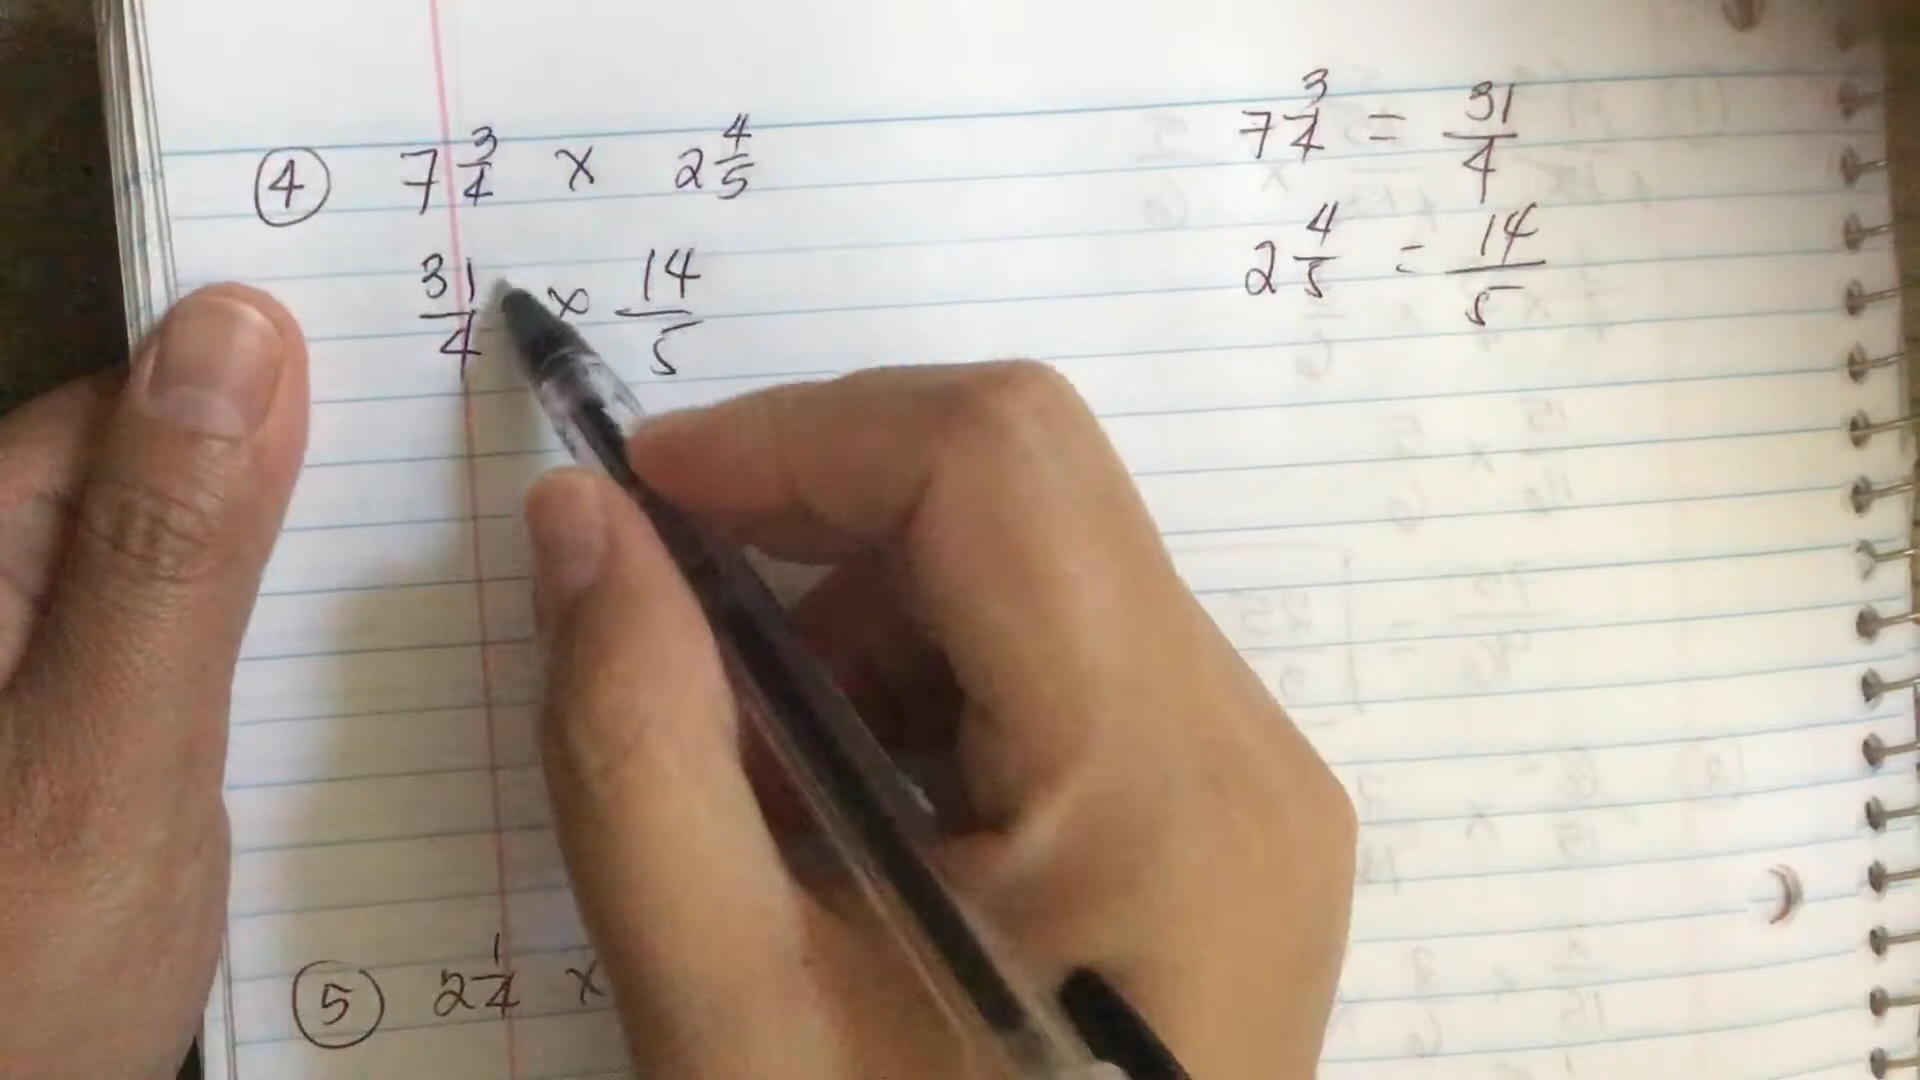 ④ 7 3/4 x 2 4/5
31/4 x 14/5
7 3/4 = 31/4
2 4/5 = 14/5
⑤ 2 1/4 x